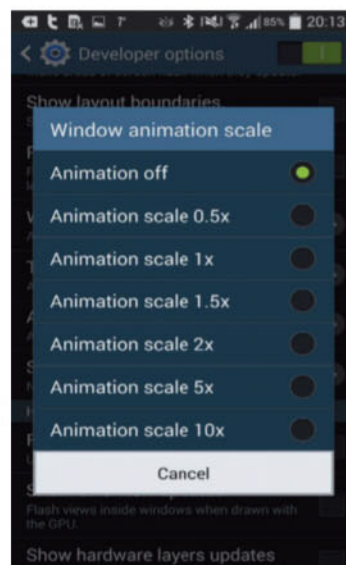 85% 20:13
Developer options
Show layout boundaries
Window animation scale
Animation off
Animation scale 0.5x
Animation scale 1x
Animation scale 1.5x
Animation scale 2x
Animation scale 5x
Animation scale 10x
Cancel
Flash views inside windows when drawn with
the GPU
Show hardware layers updates